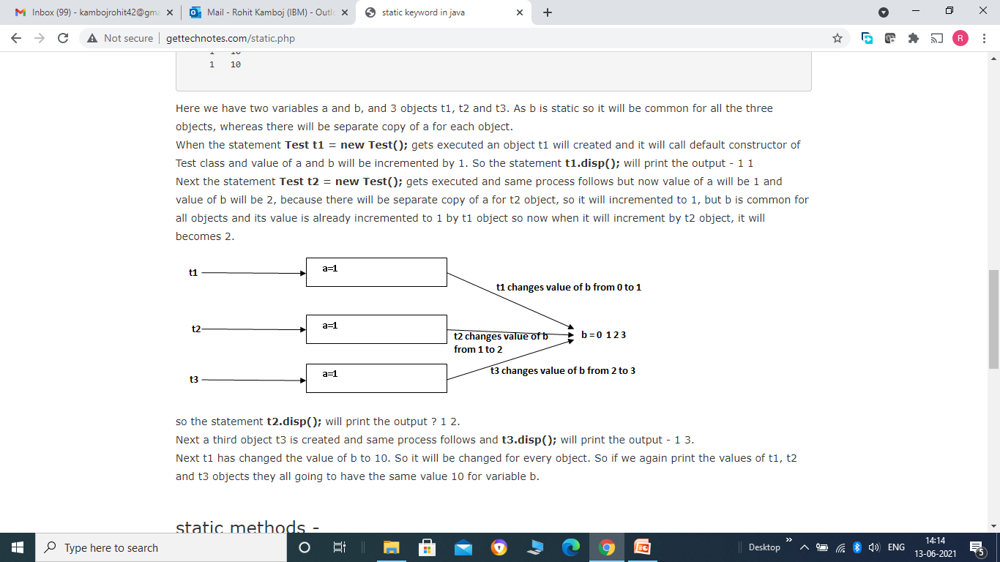 Inbox (99) - kambojrohit42@gma
Mail - Rohit Kamboj (IBM) - Outlo
static keyword in java
Not secure
gettechnotes.com/static.php
R
1 10
1 10
Here we have two variables a and b, and 3 objects t1, t2 and t3. As b is static so it will be common for all the three
objects, whereas there will be separate copy of a for each object.
When the statement Test t1 = new Test(); gets executed an object t1 will created and it will call default constructor of
Test class and value of a and b will be incremented by 1. So the statement t1.disp(); will print the output - 1 1
Next the statement Test t2 = new Test(); gets executed and same process follows but now value of a will be 1 and
value of b will be 2, because there will be separate copy of a for t2 object, so it will incremented to 1, but b is common for
all objects and its value is already incremented to 1 by t1 object so now when it will increment by t2 object, it will
becomes 2.
t1
a=1
t1 changes value of b from 0 to 1
t2
a=1
t2 changes value of b
from 1 to 2
b = 0 1 2 3
t3
a=1
t3 changes value of b from 2 to 3
so the statement t2.disp(); will print the output ? 1 2.
Next a third object t3 is created and same process follows and t3.disp(); will print the output - 1 3.
Next t1 has changed the value of b to 10. So it will be changed for every object. So if we again print the values of t1, t2
and t3 objects they all going to have the same value 10 for variable b.
static methods -
Type here to search
Desktop
ENG
14:14
13-06-2021
5